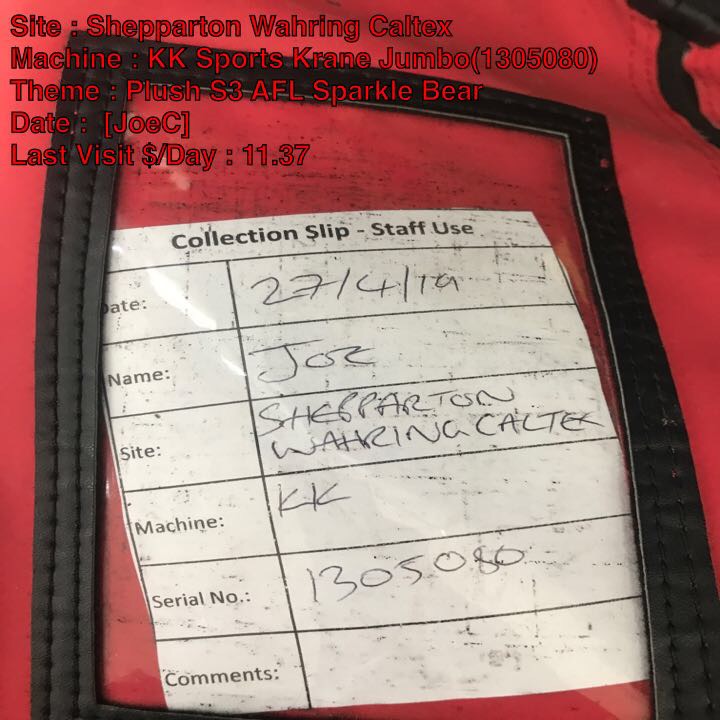 Site : Shepparton Wahring Caltex
Machine : KK Sports Krane Jumbo(1305080)
Theme : Plush S3 AFL Sparkle Bear
Date : [JoeC]
Last Visit $/Day : 11.37
Collection Slip - Staff Use
Date: 27/4/19
Name: Joe
Site: SHEPPARTON
WAHRING CALTEX
Machine: KK
Serial No.: 1305080
Comments: